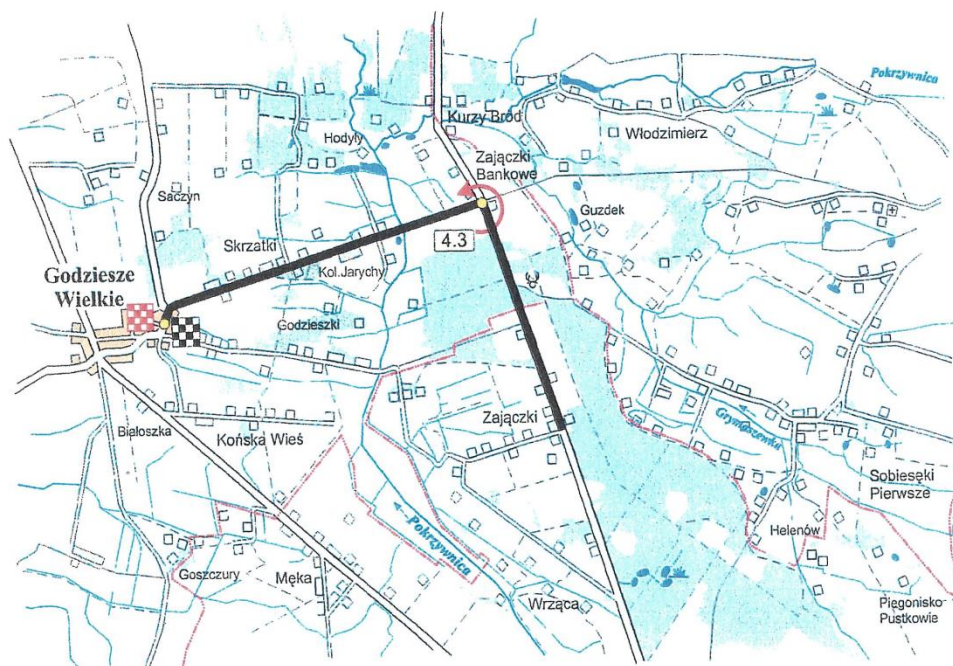 Pokrzywnica
Kurzy Bród
Włodzimierz
Hodyły
Zajączki
Bankowe
Saczyn
Guzdek
Skrzatki
4.3
Kol.Jarychy
Godziesze
Wielkie
Godzieszki
Zajączki
Białoszka
Końska Wieś
Grymaszewka
Sobiesęki
Pierwsze
Helenów
Pokrzywnica
Goszczury
Męka
Wrząca
Pięgonisko-
Pustkowie